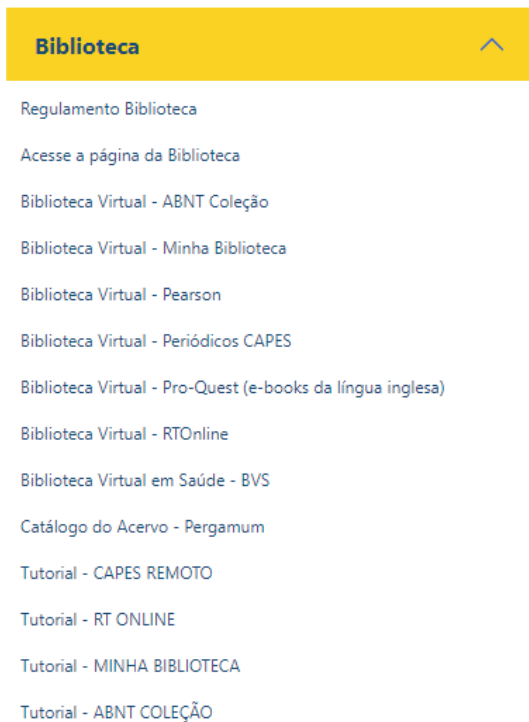 Biblioteca
Regulamento Biblioteca
Acesse a página da Biblioteca
Biblioteca Virtual - ABNT Coleção
Biblioteca Virtual - Minha Biblioteca
Biblioteca Virtual - Pearson
Biblioteca Virtual - Periódicos CAPES
Biblioteca Virtual - Pro-Quest (e-books da língua inglesa)
Biblioteca Virtual - RTOnline
Biblioteca Virtual em Saúde - BVS
Catálogo do Acervo - Pergamum
Tutorial - CAPES REMOTO
Tutorial - RT ONLINE
Tutorial - MINHA BIBLIOTECA
Tutorial - ABNT COLEÇÃO